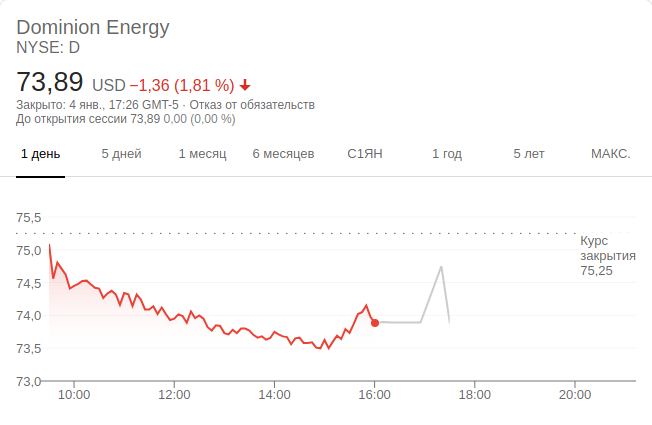 Dominion Energy
NYSE: D
73,89 USD −1,36 (1,81 %)
Закрыто: 4 янв., 17:26 GMT-5 · Отказ от обязательств
До открытия сессии 73,89 0,00 (0,00 %)
1 день 5 дней 1 месяц 6 месяцев С1ЯН 1 год 5 лет МАКС.
75,5
Курс
75,0
закрытия
75,25
74,5
74,0
73,5
73,0
10:00 12:00 14:00 16:00 18:00 20:00